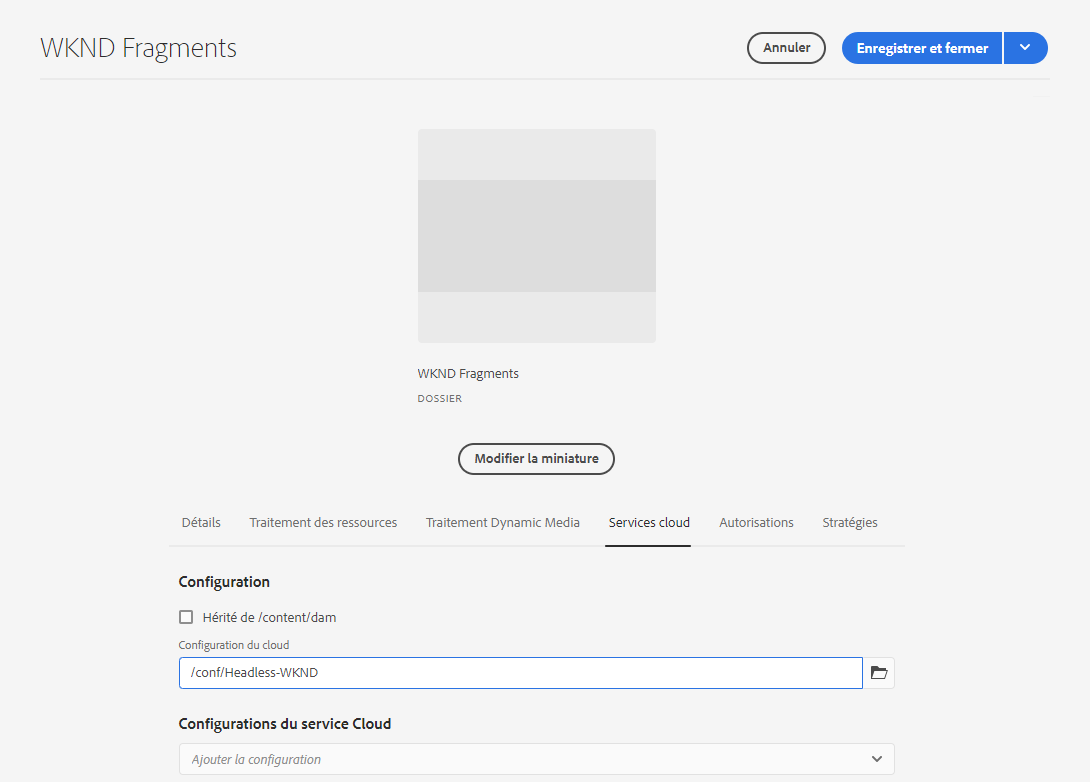 WKND Fragments
Annuler
Enregistrer et fermer
WKND Fragments
DOSSIER
Modifier la miniature
Détails
Traitement des ressources
Traitement Dynamic Media
Services cloud
Autorisations
Stratégies
Configuration
Hérité de /content/dam
Configuration du cloud
/conf/Headless-WKND
Configurations du service Cloud
Ajouter la configuration